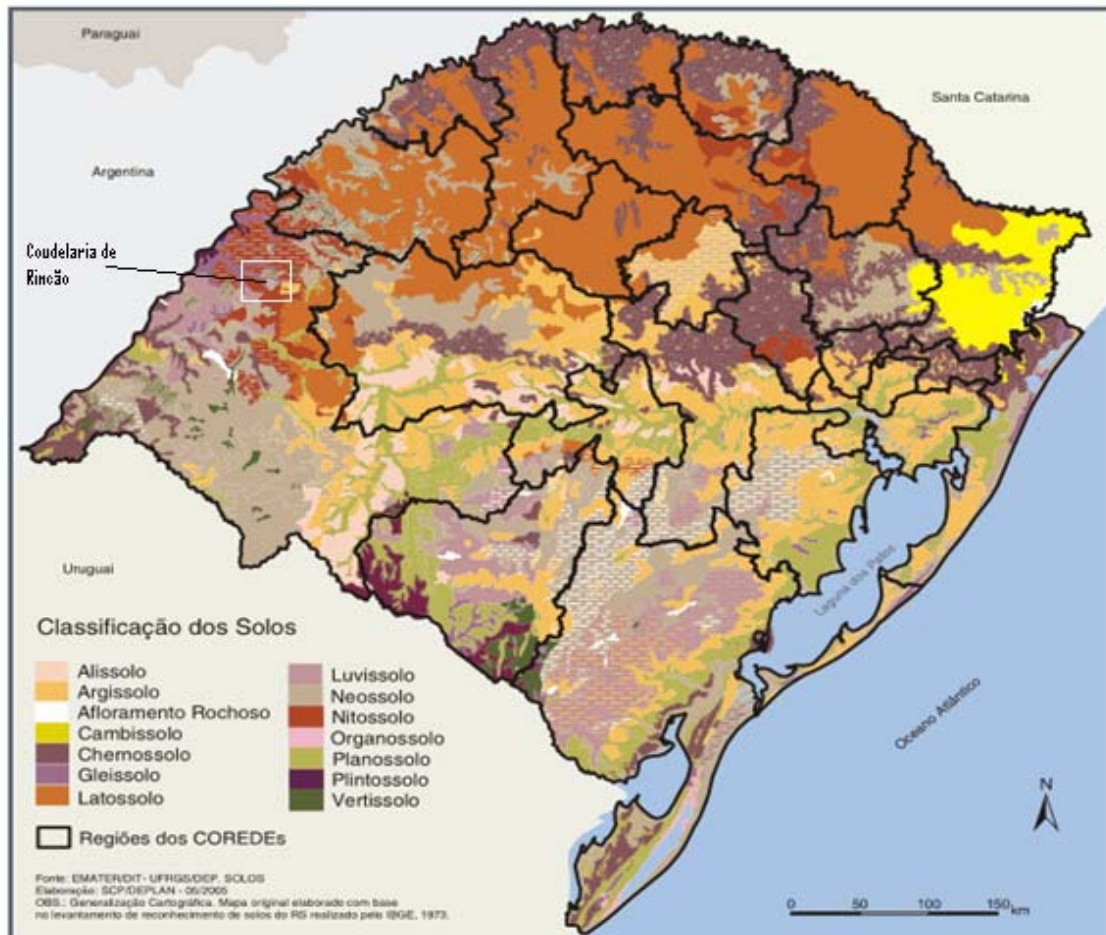 Paraguai
Santa Catarina
Argentina
Coudelaria de
Rincão
Uruguai
Laguna dos Patos
Oceano Atlântico
Classificação dos Solos
Alissolo
Argissolo
Afloramento Rochoso
Cambissolo
Chernossolo
Gleissolo
Latossolo
Luvissolo
Neossolo
Nitossolo
Organossolo
Planossolo
Plintossolo
Vertissolo
Regiões dos COREDEs
N
Fonte: EMATER/DIT- UFRGS/DEP. SOLOS
Elaboração: SCP/DEPLAN - 05/2005
OBS.: Generalização Cartográfica. Mapa original elaborado com base
no levantamento de reconhecimento de solos do RS realizado pelo IBGE, 1973.
0 50 100 150 km